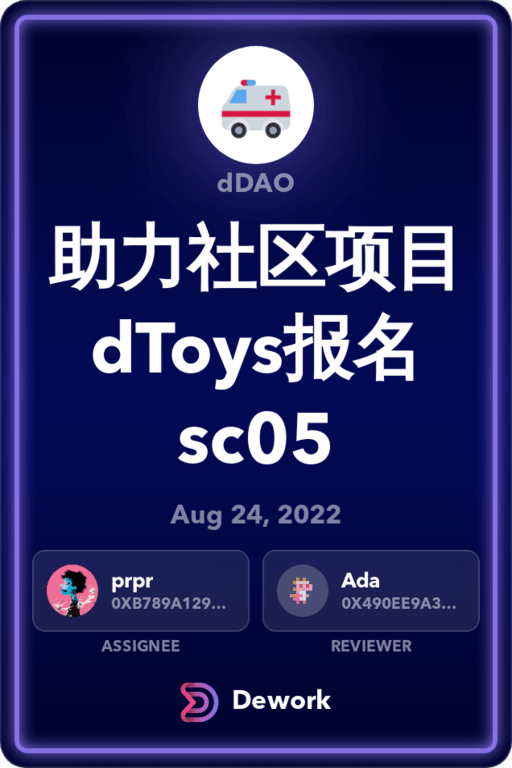 dDAO
助力社区项目
dToys报名
sc05
Aug 24, 2022
prpr
0XB789A129...
ASSIGNEE
Ada
0X490EE9A3...
REVIEWER
Dework